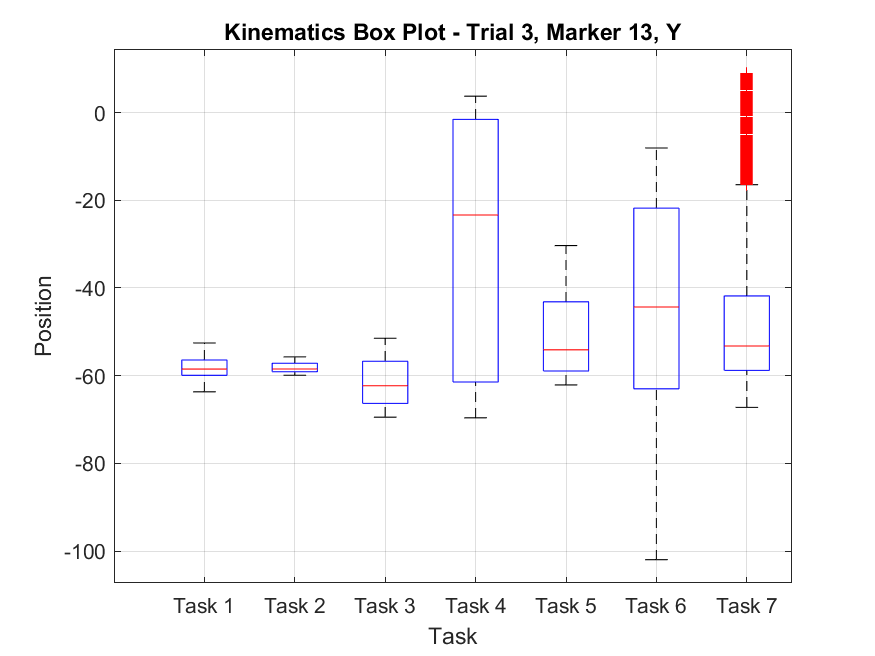 Kinematics Box Plot - Trial 3, Marker 13, Y
Position
0
-20
-40
-60
-80
-100
Task 1 Task 2 Task 3 Task 4 Task 5 Task 6 Task 7
Task